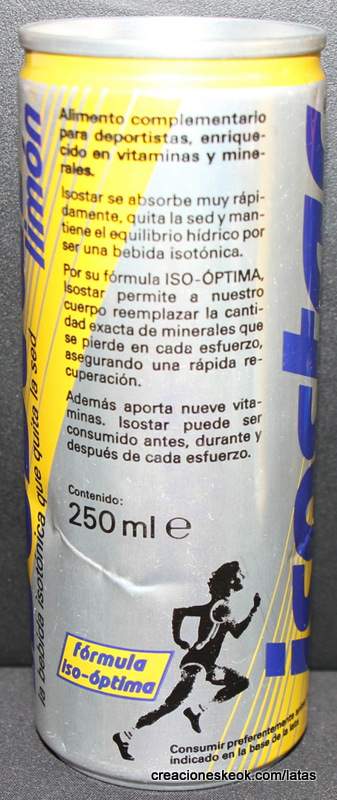 Alimento complementario
para deportistas, enrique-
cido en vitaminas y mine-
rales.
Isostar se absorbe muy rápi-
damente, quita la sed y man-
tiene el equilibrio hídrico por
ser una bebida isotónica.
Por su fórmula ISO-ÓPTIMA,
Isostar permite a nuestro
cuerpo reemplazar la canti-
dad exacta de minerales que
se pierde en cada esfuerzo,
asegurando una rápida re-
cuperación.
Además aporta nueve vita-
minas. Isostar puede ser
consumido antes, durante y
después de cada esfuerzo.
Contenido:
250 ml e
fórmula
iso-óptima
Consumir preferentemente
indicado en la base de la lata
limón
la bebida isotónica que quita la sed
isostar
creacioneskeok.com/latas